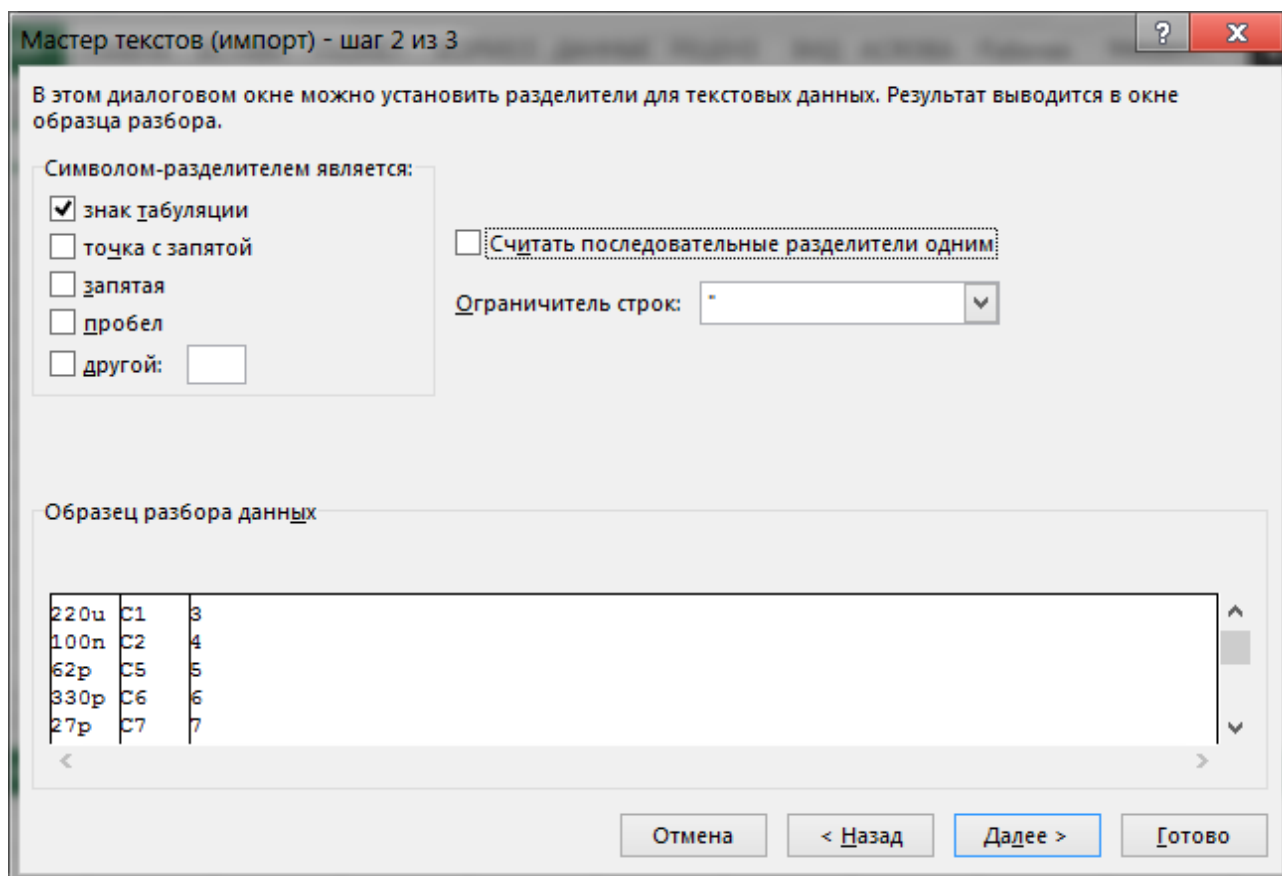 Мастер текстов (импорт) - шаг 2 из 3
?
В этом диалоговом окне можно установить разделители для текстовых данных. Результат выводится в окне
образца разбора.
Символом-разделителем является:
знак табуляции
точка с запятой
запятая
пробел
другой:
Считать последовательные разделители одним
Ограничитель строк: "
Образец разбора данных
220u C1 3
100n C2 4
62p C5 5
330p C6 6
27p C7 7
Отмена < Назад Далее > Готово